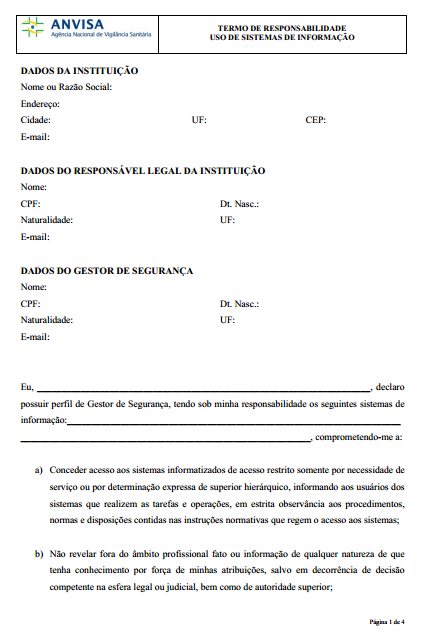 ANVISA
Agência Nacional de Vigilância Sanitária
TERMO DE RESPONSABILIDADE
USO DE SISTEMAS DE INFORMAÇÃO
DADOS DA INSTITUIÇÃO
Nome ou Razão Social:
Endereço:
Cidade: UF: CEP:
E-mail:
DADOS DO RESPONSÁVEL LEGAL DA INSTITUIÇÃO
Nome:
CPF: Dt. Nasc.:
Naturalidade: UF:
E-mail:
DADOS DO GESTOR DE SEGURANÇA
Nome:
CPF: Dt. Nasc.:
Naturalidade: UF:
E-mail:
Eu, ________________________________________, declaro
possuir perfil de Gestor de Segurança, tendo sob minha responsabilidade os seguintes sistemas de
informação:________________________________________
________________________________________, comprometendo-me a:
a) Conceder acesso aos sistemas informatizados de acesso restrito somente por necessidade de
serviço ou por determinação expressa de superior hierárquico, informando aos usuários dos
sistemas que realizem as tarefas e operações, em estrita observância aos procedimentos,
normas e disposições contidas nas instruções normativas que regem o acesso aos sistemas;
b) Não revelar fora do âmbito profissional fato ou informação de qualquer natureza de que
tenha conhecimento por força de minhas atribuições, salvo em decorrência de decisão
competente na esfera legal ou judicial, bem como de autoridade superior;
Página 1 de 4